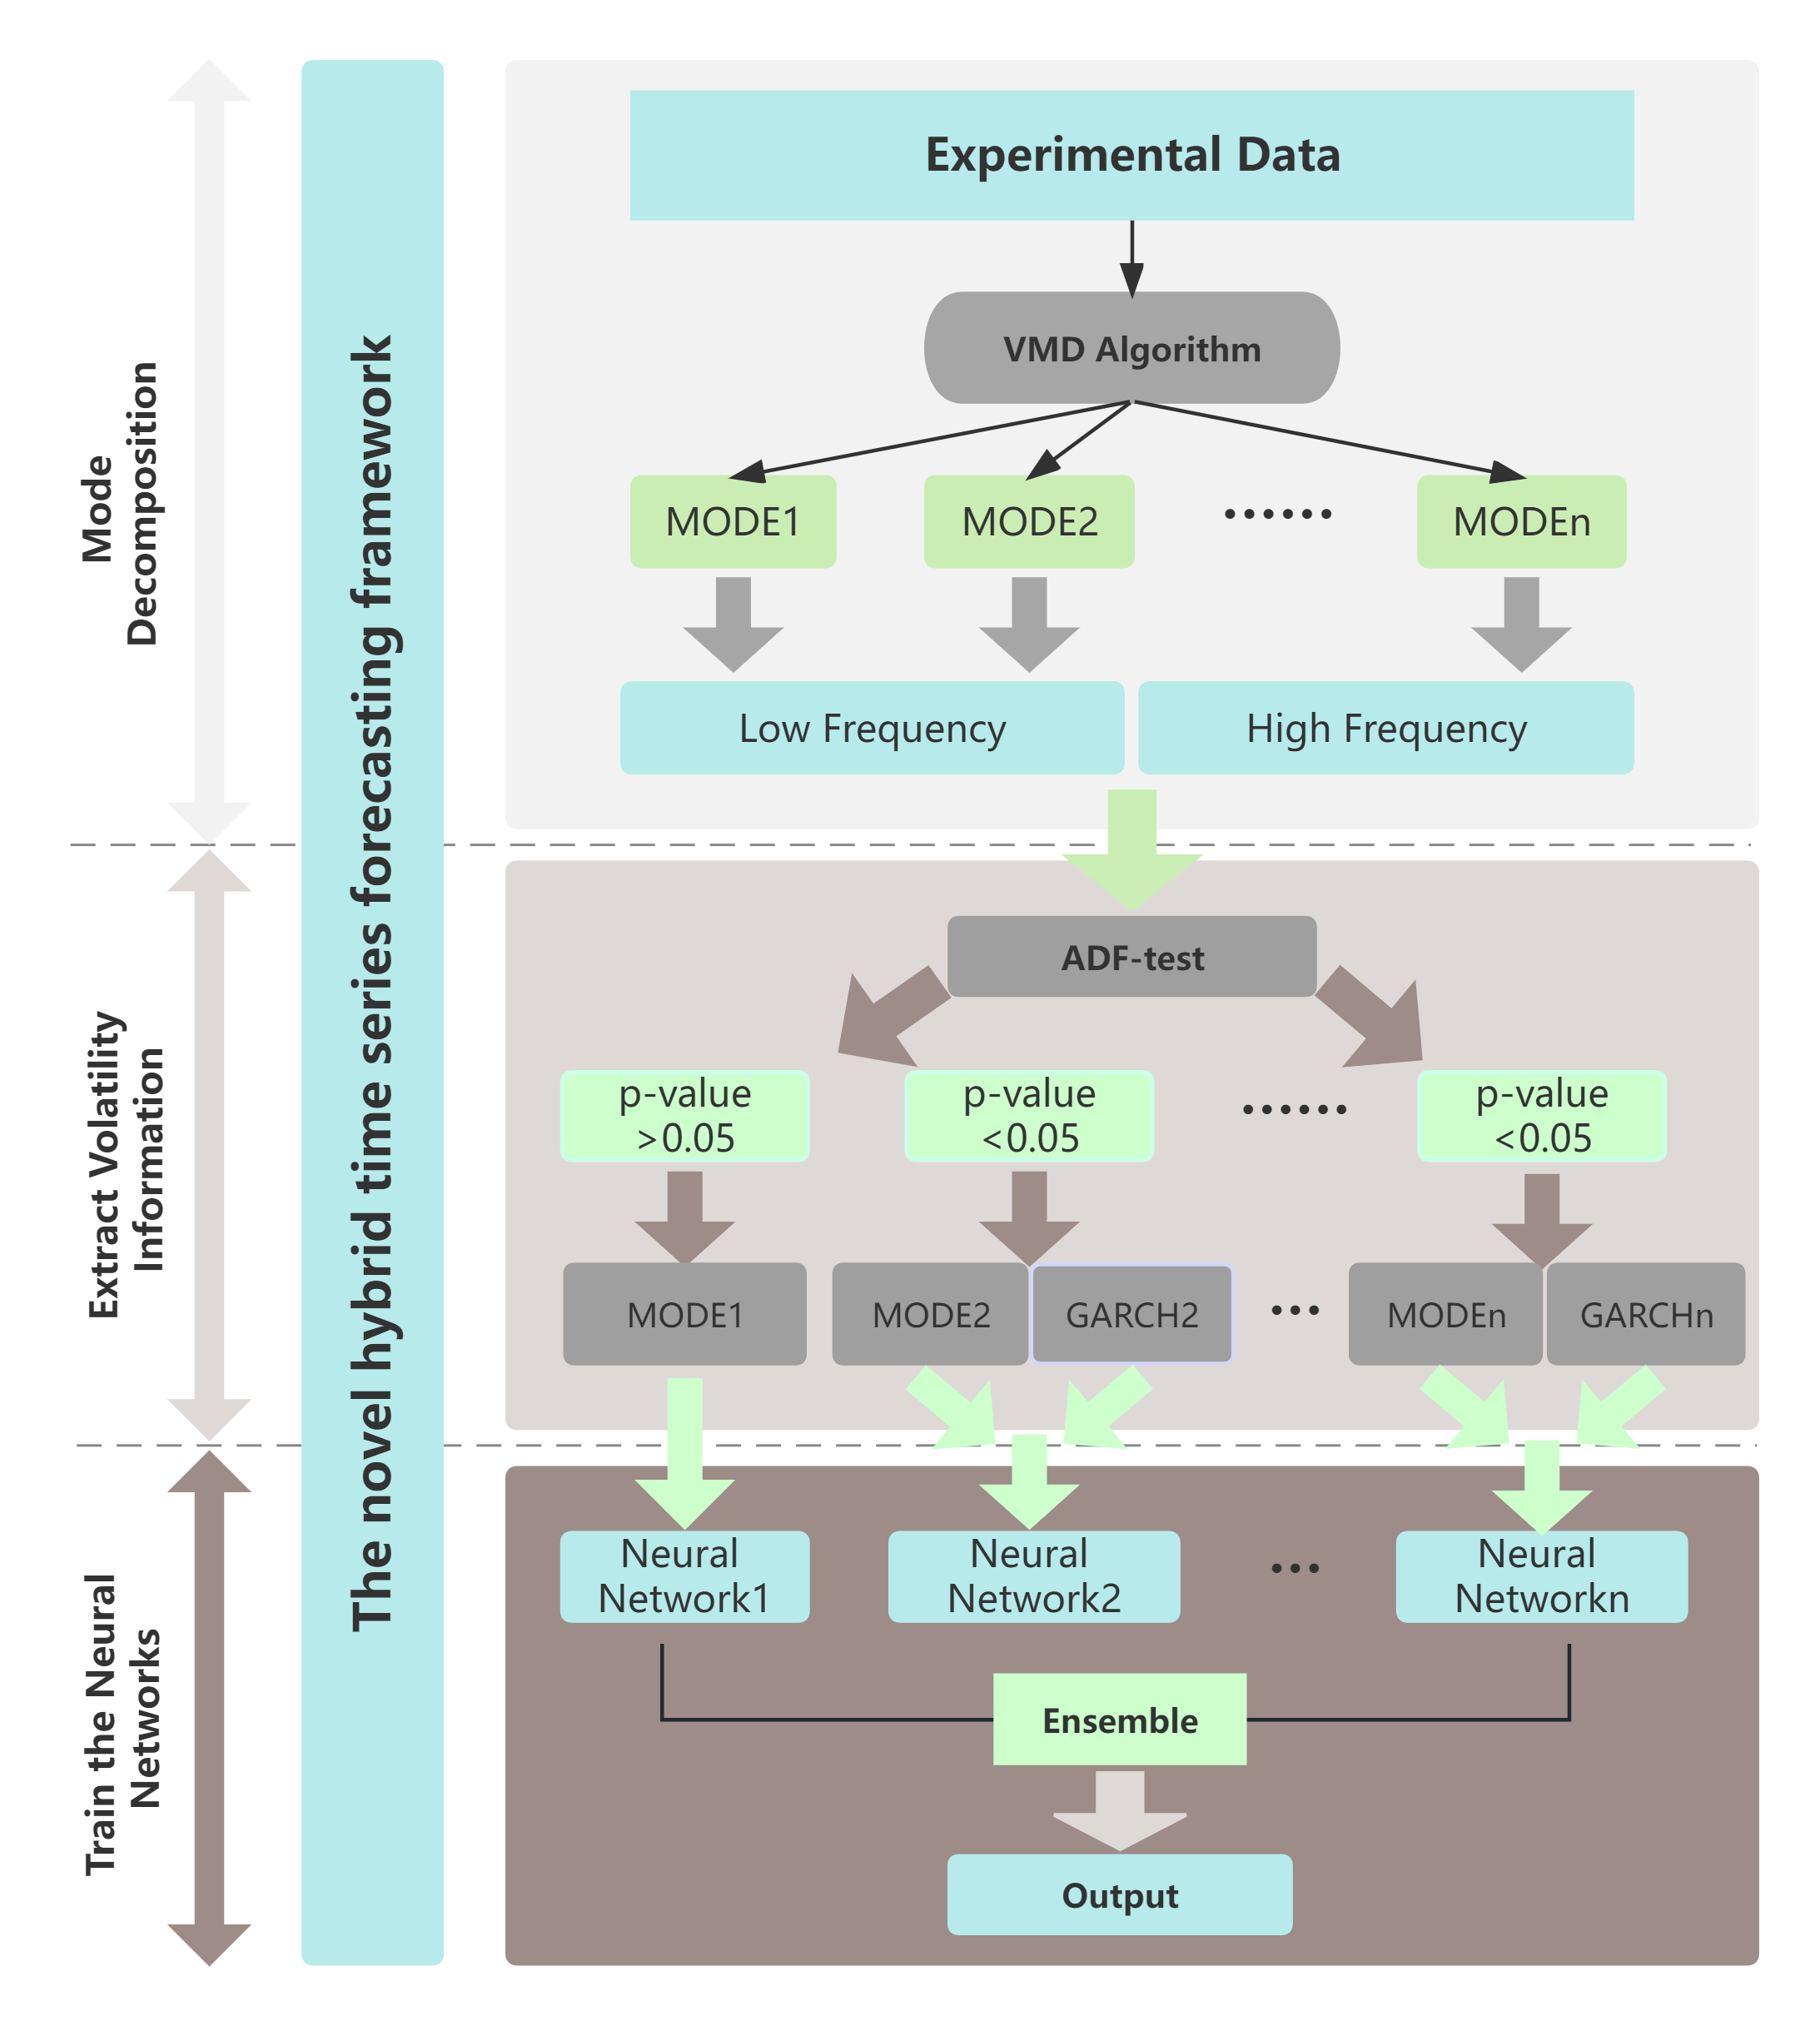 Mode
Decomposition
Extract Volatility
Information
Train the Neural
Networks
The novel hybrid time series forecasting framework
Experimental Data
VMD Algorithm
MODE1
MODE2
......
MODEn
Low Frequency
High Frequency
ADF-test
p-value
>0.05
p-value
<0.05
......
p-value
<0.05
MODE1
MODE2
GARCH2
...
MODEn
GARCHn
Neural
Network1
Neural
Network2
...
Neural
Networkn
Ensemble
Output